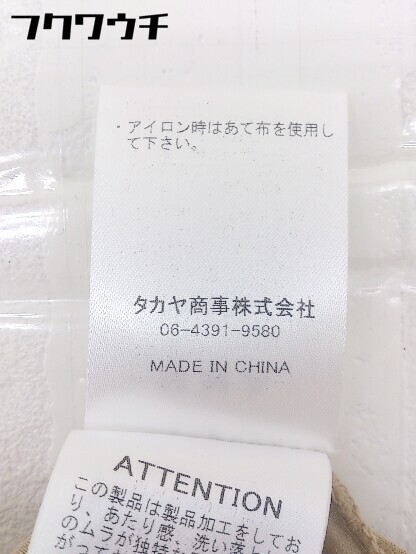 フクワウチ
・アイロン時はあて布を使用し
て下さい。
タカヤ商事株式会社
06-4391-9580
MADE IN CHINA
ATTENTION
この製品は製品加工をしてお
り、あたり感、洗い落
のムラが独特な